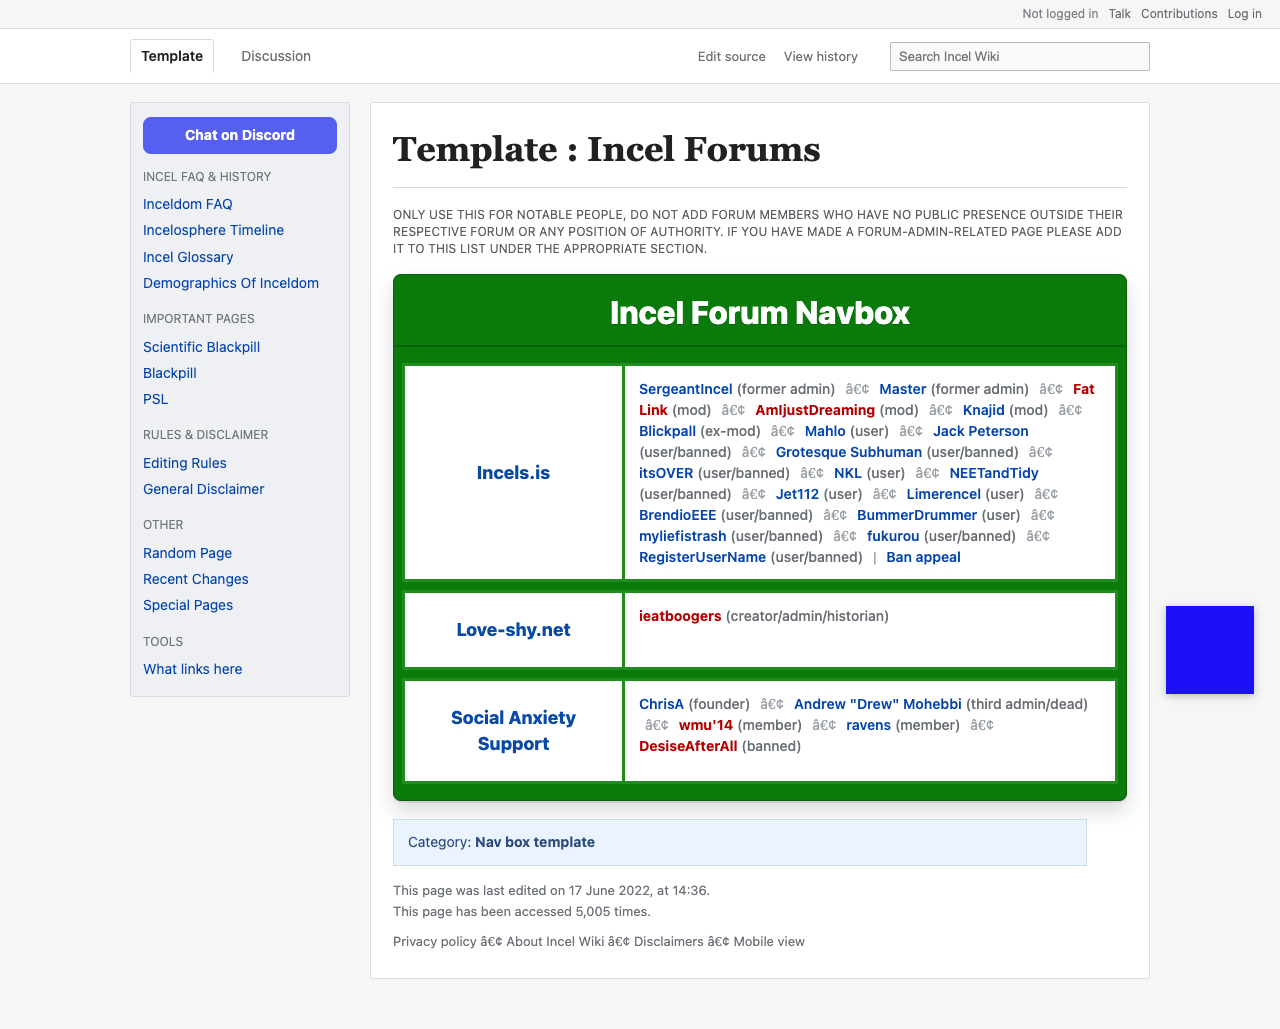 Not logged in Talk Contributions Log in
Template Discussion Edit source View history Search Incel Wiki
Chat on Discord
INCEL FAQ & HISTORY
Inceldom FAQ
Incelosphere Timeline
Incel Glossary
Demographics Of Inceldom
IMPORTANT PAGES
Scientific Blackpill
Blackpill
PSL
RULES & DISCLAIMER
Editing Rules
General Disclaimer
OTHER
Random Page
Recent Changes
Special Pages
TOOLS
What links here
Template : Incel Forums
ONLY USE THIS FOR NOTABLE PEOPLE, DO NOT ADD FORUM MEMBERS WHO HAVE NO PUBLIC PRESENCE OUTSIDE THEIR
RESPECTIVE FORUM OR ANY POSITION OF AUTHORITY. IF YOU HAVE MADE A FORUM-ADMIN-RELATED PAGE PLEASE ADD
IT TO THIS LIST UNDER THE APPROPRIATE SECTION.
Incel Forum Navbox
Incels.is
SergeantIncel (former admin) â€¢ Master (former admin) â€¢ Fat
Link (mod) â€¢ AmIjustDreaming (mod) â€¢ Knajid (mod) â€¢
Blickpall (ex-mod) â€¢ Mahlo (user) â€¢ Jack Peterson
(user/banned) â€¢ Grotesque Subhuman (user/banned) â€¢
itsOVER (user/banned) â€¢ NKL (user) â€¢ NEETandTidy
(user/banned) â€¢ Jet112 (user) â€¢ Limerencel (user) â€¢
BrendioEEE (user/banned) â€¢ BummerDrummer (user) â€¢
myliefistrash (user/banned) â€¢ fukurou (user/banned) â€¢
RegisterUserName (user/banned) | Ban appeal
Love-shy.net
ieatboogers (creator/admin/historian)
Social Anxiety
Support
ChrisA (founder) â€¢ Andrew "Drew" Mohebbi (third admin/dead)
â€¢ wmu'14 (member) â€¢ ravens (member) â€¢
DesiseAfterAll (banned)
Category: Nav box template
This page was last edited on 17 June 2022, at 14:36.
This page has been accessed 5,005 times.
Privacy policy â€¢ About Incel Wiki â€¢ Disclaimers â€¢ Mobile view